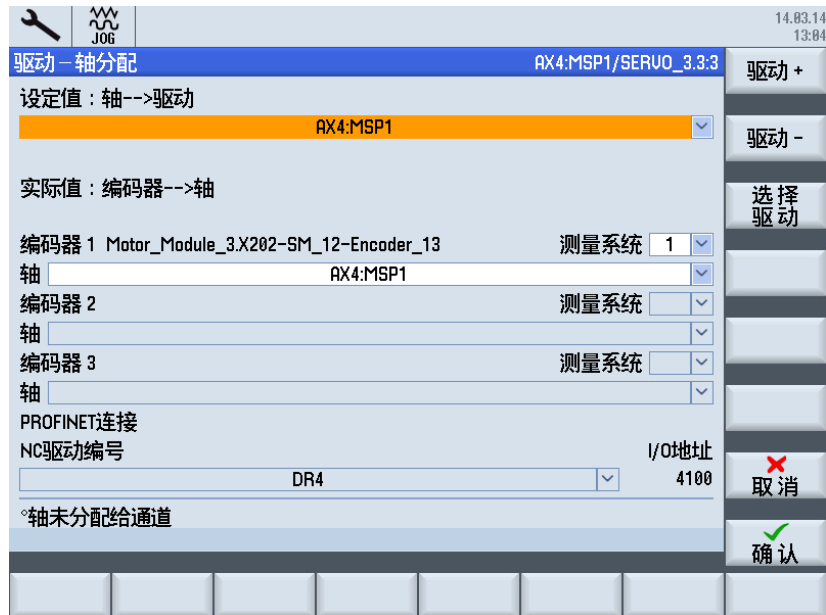 14.03.14
JOG
13:04
驱动－轴分配 AX4:MSP1/SERVO_3.3:3
驱动 +
设定值：轴-->驱动
AX4:MSP1
驱动 -
实际值：编码器-->轴
选择
驱动
编码器 1 Motor_Module_3.X202-SM_12-Encoder_13 测量系统 1
轴 AX4:MSP1
编码器 2 测量系统
轴
编码器 3 测量系统
轴
PROFINET连接
NC驱动编号 I/O地址
DR4 4100
取消
°轴未分配给通道
确认